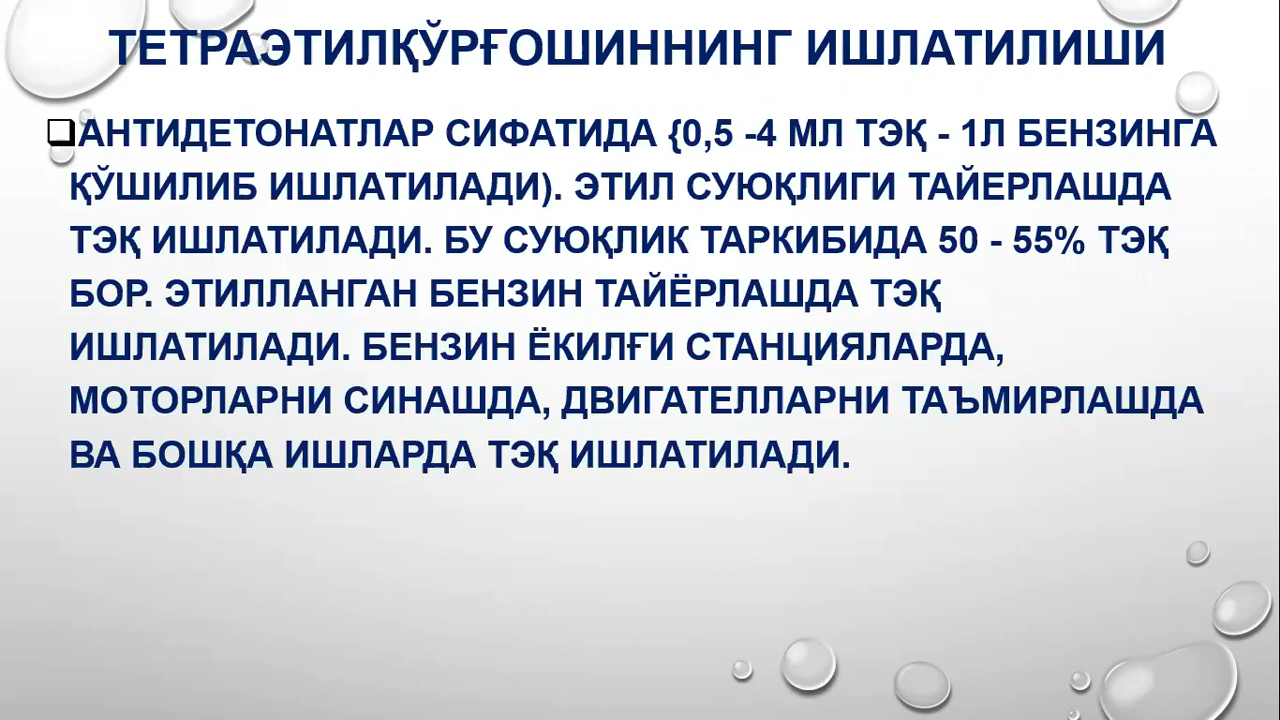 ТЕТРАЭТИЛҚЎРҒОШИННИНГ ИШЛАТИЛИШИ
АНТИДЕТОНАТЛАР СИФАТИДА {0,5 -4 МЛ ТЭҚ - 1Л БЕНЗИНГА
ҚЎШИЛИБ ИШЛАТИЛАДИ). ЭТИЛ СУЮҚЛИГИ ТАЙЕРЛАШДА
ТЭҚ ИШЛАТИЛАДИ. БУ СУЮҚЛИК ТАРКИБИДА 50 - 55% ТЭҚ
БОР. ЭТИЛЛАНГАН БЕНЗИН ТАЙЁРЛАШДА ТЭҚ
ИШЛАТИЛАДИ. БЕНЗИН ЁКИЛҒИ СТАНЦИЯЛАРДА,
МОТОРЛАРНИ СИНАШДА, ДВИГАТЕЛЛАРНИ ТАЪМИРЛАШДА
ВА БОШҚА ИШЛАРДА ТЭҚ ИШЛАТИЛАДИ.